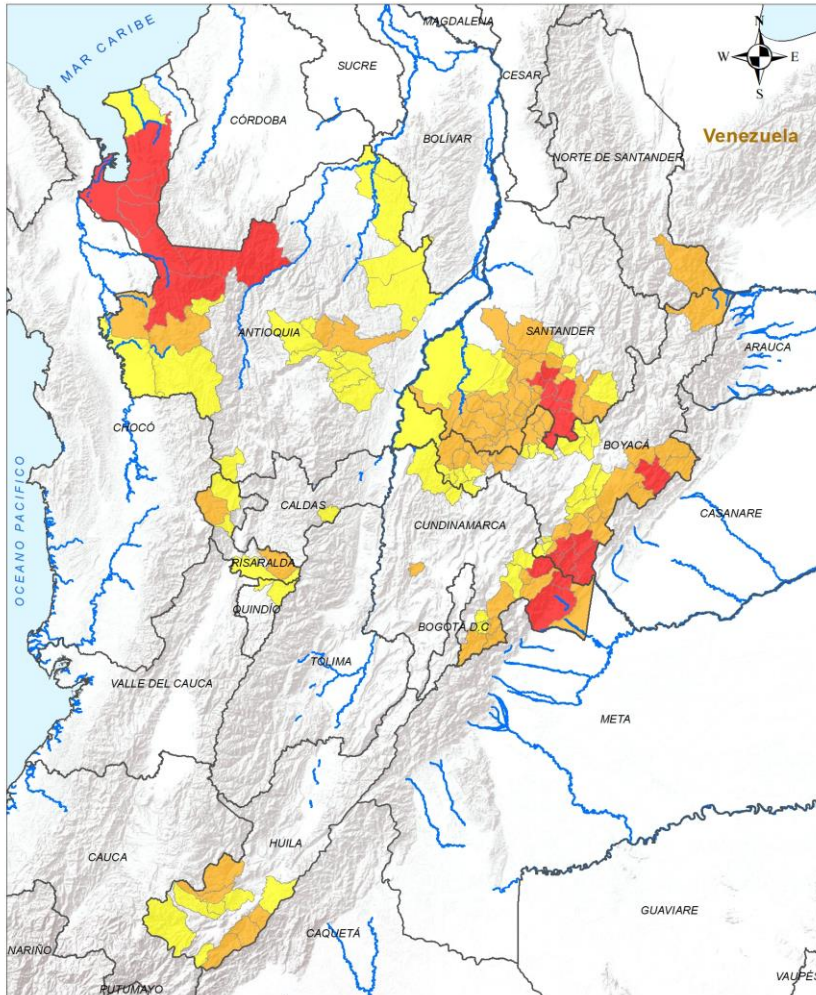 MAGDALENA
MAR CARIBE
N
W E
S
SUCRE
CESAR
CÓRDOBA
BOLÍVAR
Venezuela
NORTE DE SANTANDER
ANTIOQUIA
SANTANDER
ARAUCA
CHOCÓ
BOYACÁ
OCEANO PACIFICO
CALDAS
CUNDINAMARCA
CASANARE
RISARALDA
QUINDÍO
BOGOTÁ D.C
TOLIMA
VALLE DEL CAUCA
META
HUILA
CAUCA
GUAVIARE
CAQUETÁ
NARIÑO
PUTUMAYO
VAUPÉS